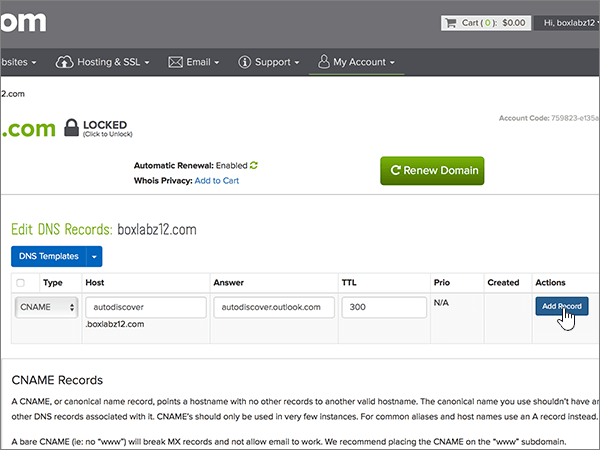 om
Cart ( 0 ): $0.00
Hi, boxlabz12
bsites
Hosting & SSL
Email
Support
My Account
12.com
.com
LOCKED
(Click to Unlock)
Account Code: 759823-e135a
Automatic Renewal: Enabled
Whois Privacy: Add to Cart
Renew Domain
Edit DNS Records: boxlabz12.com
DNS Templates
Type Host Answer TTL Prio Created Actions
CNAME autodiscover autodiscover.outlook.com 300 N/A Add Record
.boxlabz12.com
CNAME Records
A CNAME, or canonical name record, points a hostname with no other records to another valid hostname. The canonical name you use shouldn't have an
other DNS records associated with it. CNAME's should only be used in very few instances. For common aliases and host names use an A record instead.
A bare CNAME (ie: no "www") will break MX records and not allow email to work. We recommend placing the CNAME on the "www" subdomain.